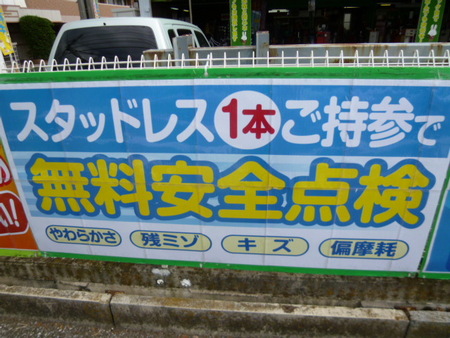 スタッドレス1本ご持参で
無料安全点検
やわらかさ 残ミゾ キズ 偏摩耗